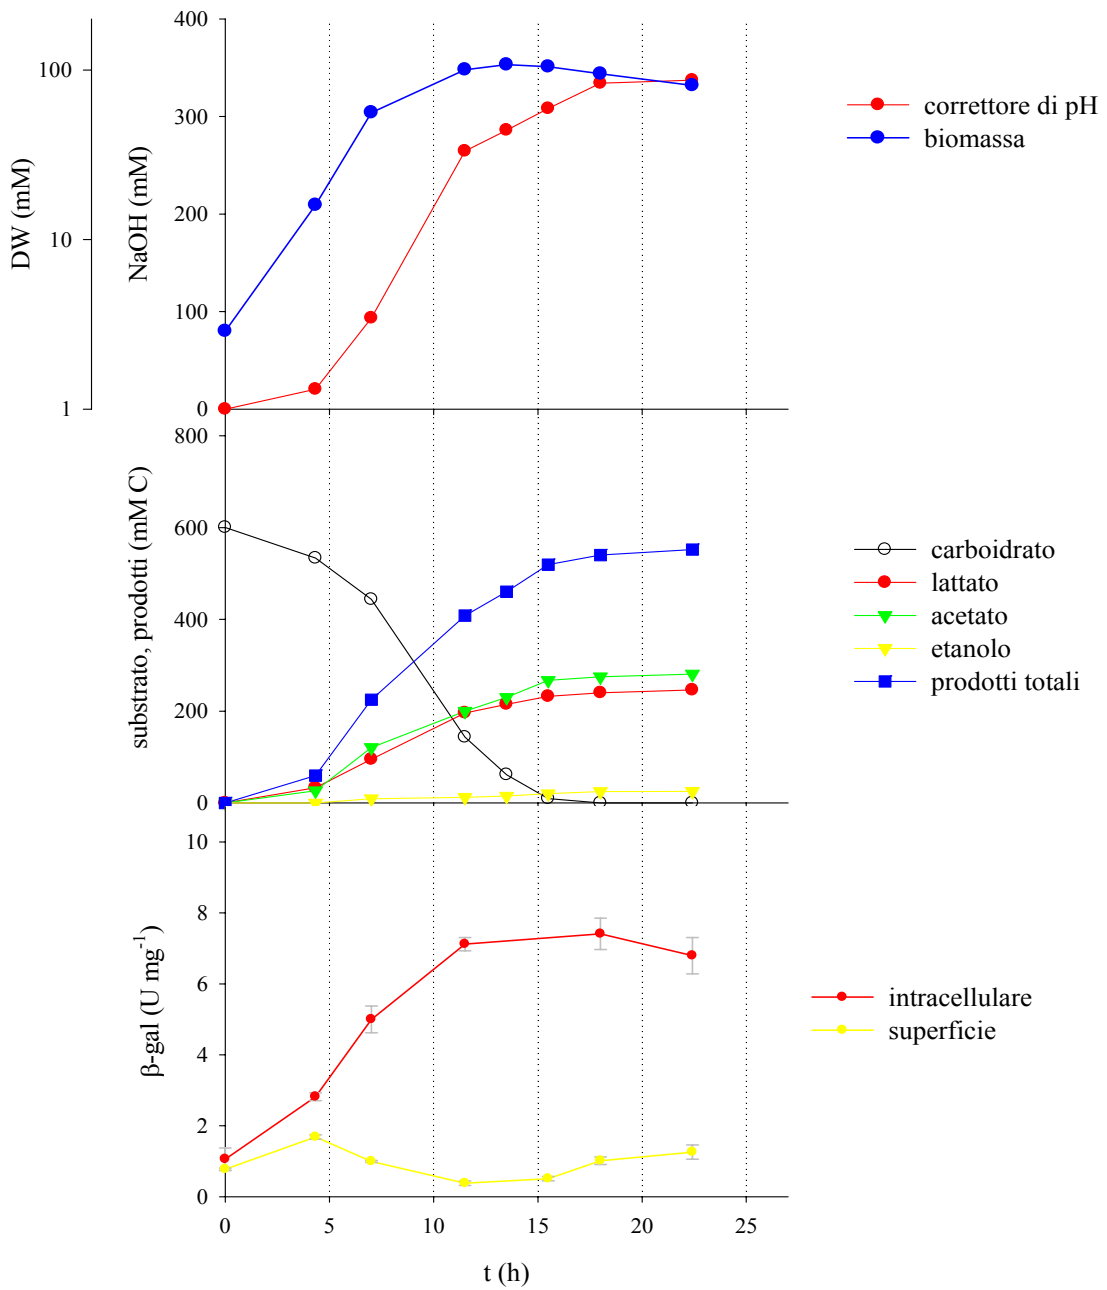 DW (mM)
100
10
1
NaOH (mM)
400
300
200
100
0
correttore di pH
biomassa
substrato, prodotti (mM C)
800
600
400
200
0
carboidrato
lattato
acetato
etanolo
prodotti totali
β-gal (U mg-1)
10
8
6
4
2
0
intracellulare
superficie
0 5 10 15 20 25
t (h)